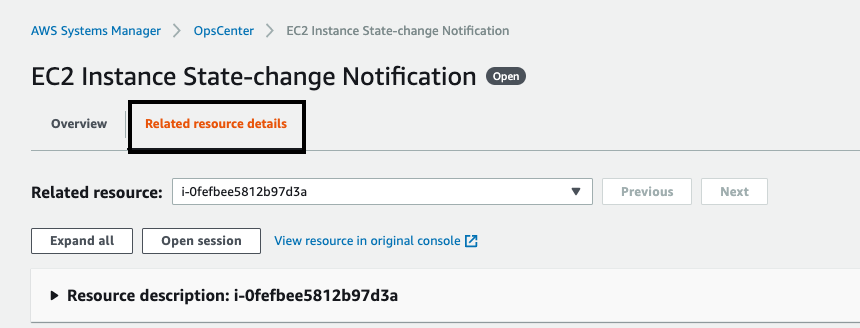 AWS Systems Manager > OpsCenter > EC2 Instance State-change Notification
EC2 Instance State-change Notification Open
Overview Related resource details
Related resource: i-0fefbee5812b97d3a Previous Next
Expand all Open session View resource in original console
Resource description: i-0fefbee5812b97d3a